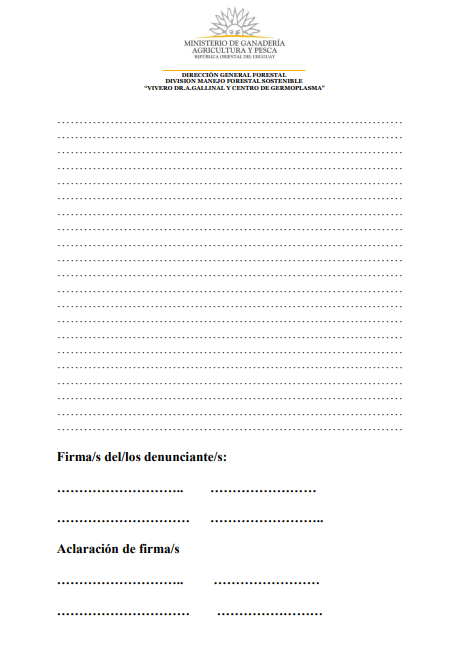 MINISTERIO DE GANADERÍA
AGRICULTURA Y PESCA
REPÚBLICA ORIENTAL DEL URUGUAY
DIRECCIÓN GENERAL FORESTAL
DIVISION MANEJO FORESTAL SOSTENIBLE
“VIVERO DR.A.GALLINAL Y CENTRO DE GERMOPLASMA”
Firma/s del/los denunciante/s:
Aclaración de firma/s